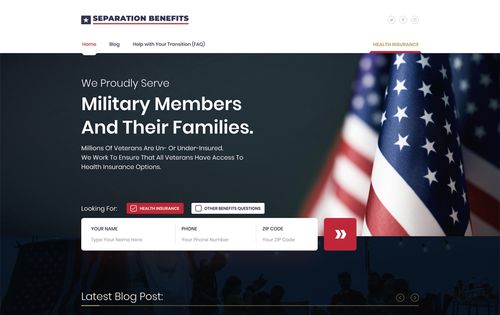 SEPARATION BENEFITS
Home
Blog
Help with Your Transition (FAQ)
HEALTH INSURANCE
We Proudly Serve
Military Members
And Their Families.
Millions Of Veterans Are Un- Or Under-Insured.
We Work To Ensure That All Veterans Have Access To
Health Insurance Options.
Looking For:
HEALTH INSURANCE
OTHER BENEFITS QUESTIONS
YOUR NAME
PHONE
ZIP CODE
Type Your Name Here
Your Phone Number
Your ZIP Code
Latest Blog Post: